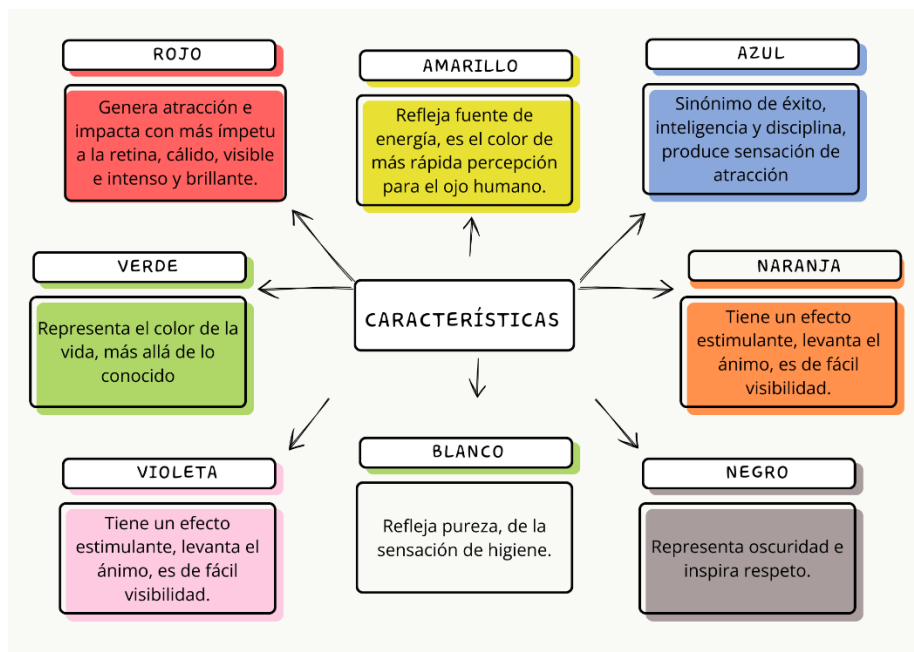 ROJO
Genera atracción e
impacta con más ímpetu
a la retina, cálido, visible
e intenso y brillante.
AMARILLO
Refleja fuente de
energía, es el color de
más rápida percepción
para el ojo humano.
AZUL
Sinónimo de éxito,
inteligencia y disciplina,
produce sensación de
atracción
VERDE
Representa el color de la
vida, más allá de lo
conocido
CARACTERÍSTICAS
NARANJA
Tiene un efecto
estimulante, levanta el
ánimo, es de fácil
visibilidad.
VIOLETA
Tiene un efecto
estimulante, levanta el
ánimo, es de fácil
visibilidad.
BLANCO
Refleja pureza, de la
sensación de higiene.
NEGRO
Representa oscuridad e
inspira respeto.